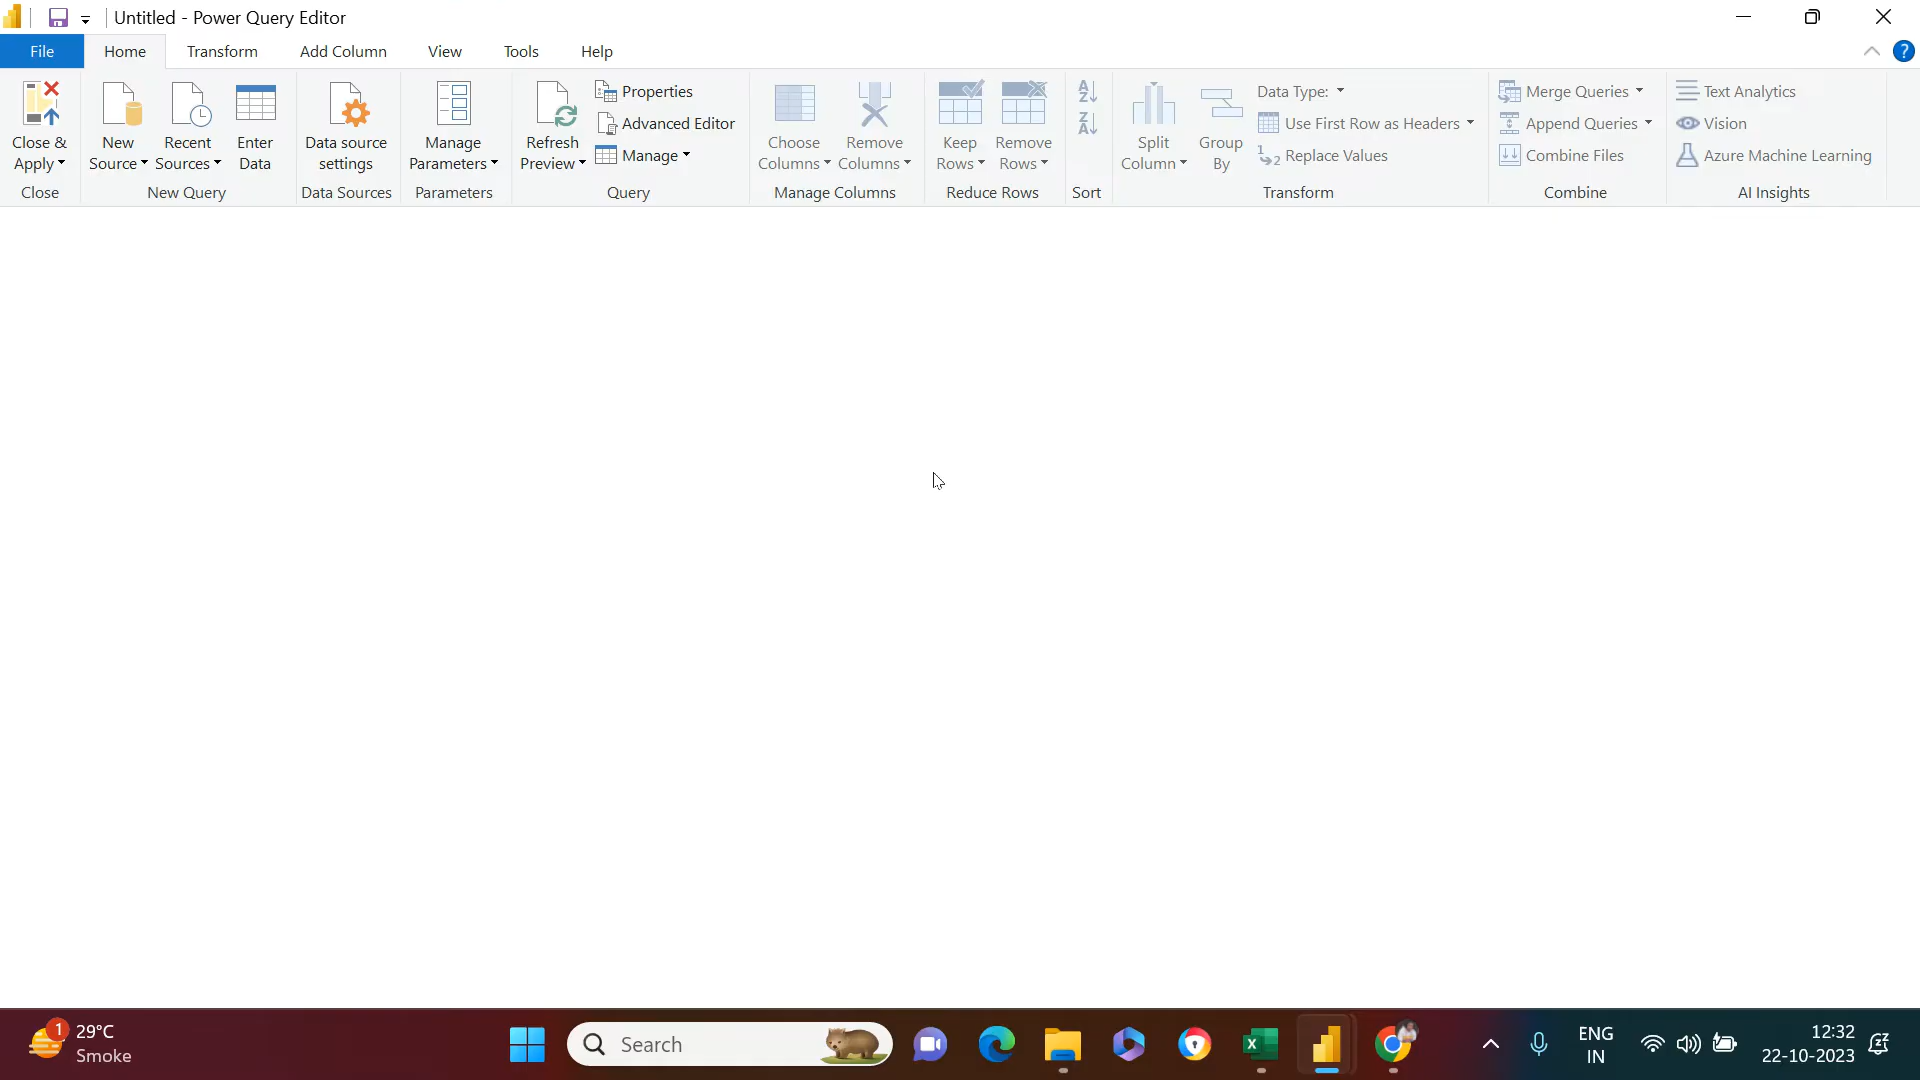 Untitled - Power Query Editor
File Home Transform Add Column View Tools Help ?
Close & Apply
New Source
Recent Sources
Enter Data
Data source settings
Manage Parameters
Refresh Preview
Properties
Advanced Editor
Manage
Choose Columns
Remove Columns
Keep Rows
Remove Rows
A Z
Z A
Split Column
Group By
Data Type:
Use First Row as Headers
1 2 Replace Values
Merge Queries
Append Queries
Combine Files
Text Analytics
Vision
Azure Machine Learning
Close New Query Data Sources Parameters Query Manage Columns Reduce Rows Sort Transform Combine AI Insights
1 29°C
Smoke
Search
ENG
IN
12:32
22-10-2023